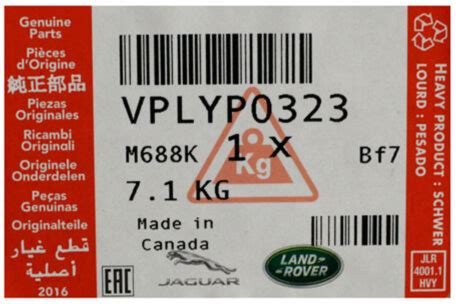 Genuine
Parts
Pièces
d'Origine
純正部品
Piezas
Originales
Ricambi
Originali
Originele
Onderdelen
Peças
Genuinas
Originalteile
قطع غيار
أصلية
2016
VPLYP0323
M688K 1 X Bf7
Kg
7.1 KG
Made in
Canada
EAC
JAGUAR
LAND-
-ROVER
HEAVY PRODUCT : SCHWER
LOURD : PESADO
JLR
4001.1
HVY